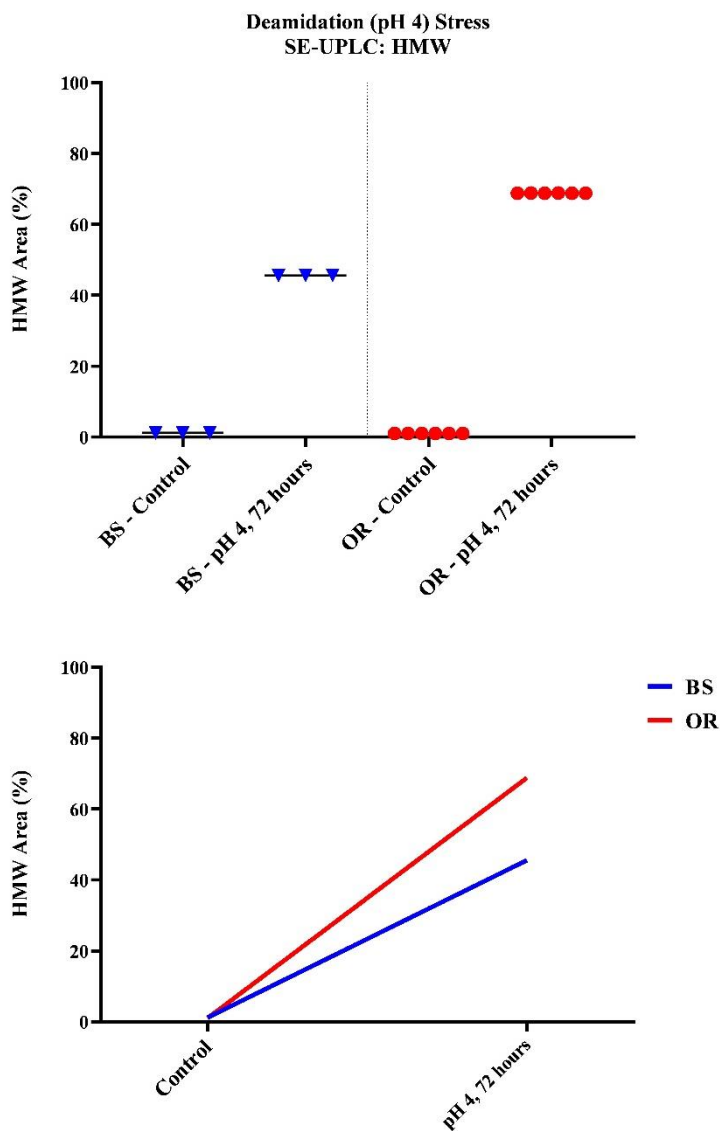 Deamidation (pH 4) Stress
SE-UPLC: HMW
HMW Area (%)
100
80
60
40
20
0
BS - Control
BS - pH 4, 72 hours
OR - Control
OR - pH 4, 72 hours
HMW Area (%)
100
80
60
40
20
0
Control
pH 4, 72 hours
BS
OR